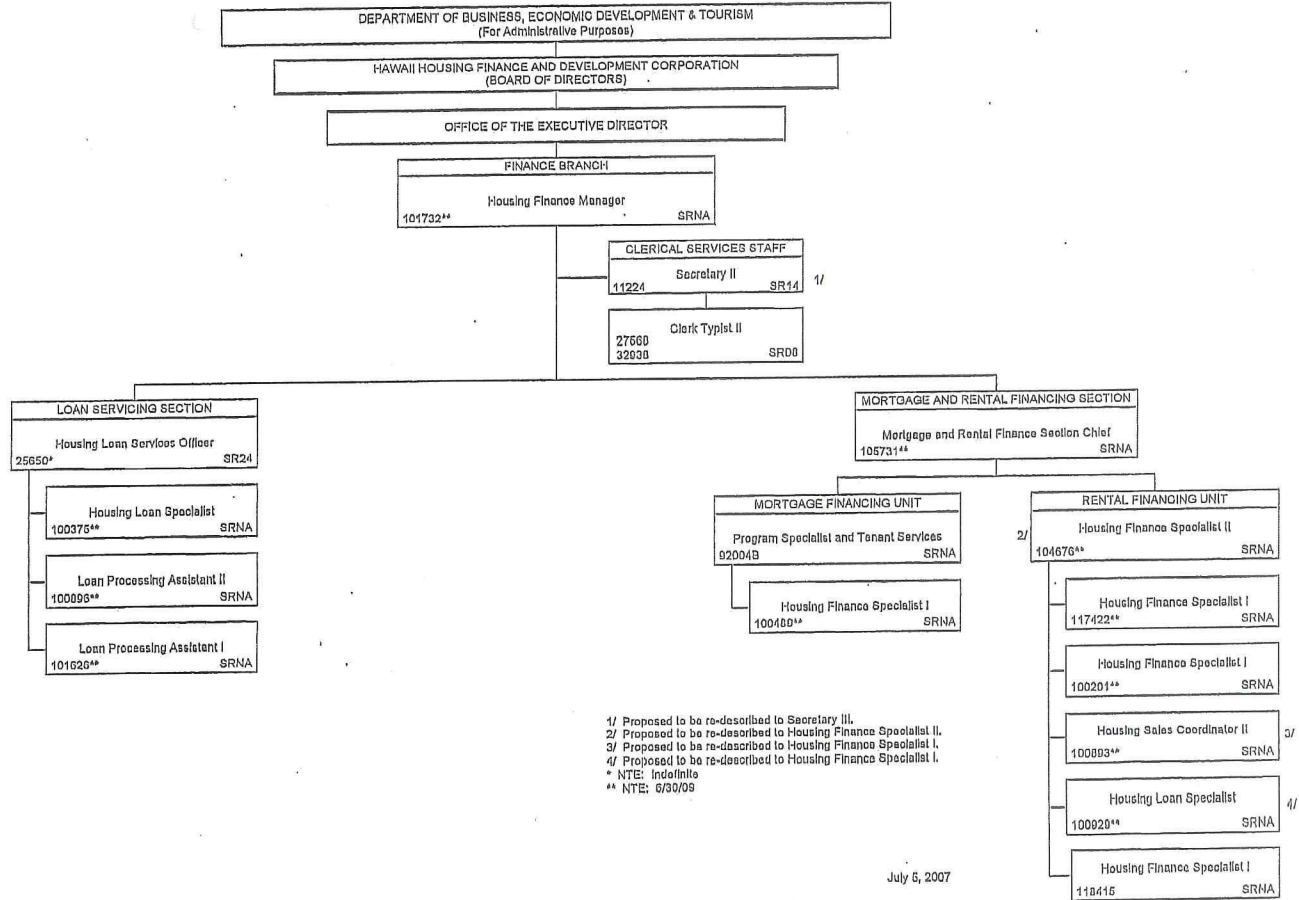 DEPARTMENT OF BUSINESS, ECONOMIC DEVELOPMENT & TOURISM
(For Administrative Purposes)
HAWAII HOUSING FINANCE AND DEVELOPMENT CORPORATION
(BOARD OF DIRECTORS)
OFFICE OF THE EXECUTIVE DIRECTOR
FINANCE BRANCH
Housing Finance Manager
101732** SRNA
CLERICAL SERVICES STAFF
Secretary II
11224 SR14 1/
Clerk Typist II
27560
32938 SR08
LOAN SERVICING SECTION
Housing Loan Services Officer
25650* SR24
Housing Loan Specialist
100375** SRNA
Loan Processing Assistant II
100896** SRNA
Loan Processing Assistant I
101626** SRNA
MORTGAGE AND RENTAL FINANCING SECTION
Mortgage and Rental Finance Section Chief
105731** SRNA
MORTGAGE FINANCING UNIT
Program Specialist and Tenant Services
92004B SRNA
Housing Finance Specialist I
100489** SRNA
RENTAL FINANCING UNIT
2/ Housing Finance Specialist II
104676** SRNA
Housing Finance Specialist I
117422** SRNA
Housing Finance Specialist I
100201** SRNA
Housing Sales Coordinator II 3/
100893** SRNA
Housing Loan Specialist 4/
100920** SRNA
Housing Finance Specialist I
118415 SRNA
1/ Proposed to be re-described to Secretary III.
2/ Proposed to be re-described to Housing Finance Specialist II.
3/ Proposed to be re-described to Housing Finance Specialist I.
4/ Proposed to be re-described to Housing Finance Specialist I.
* NTE: Indefinite
** NTE: 6/30/09
July 5, 2007